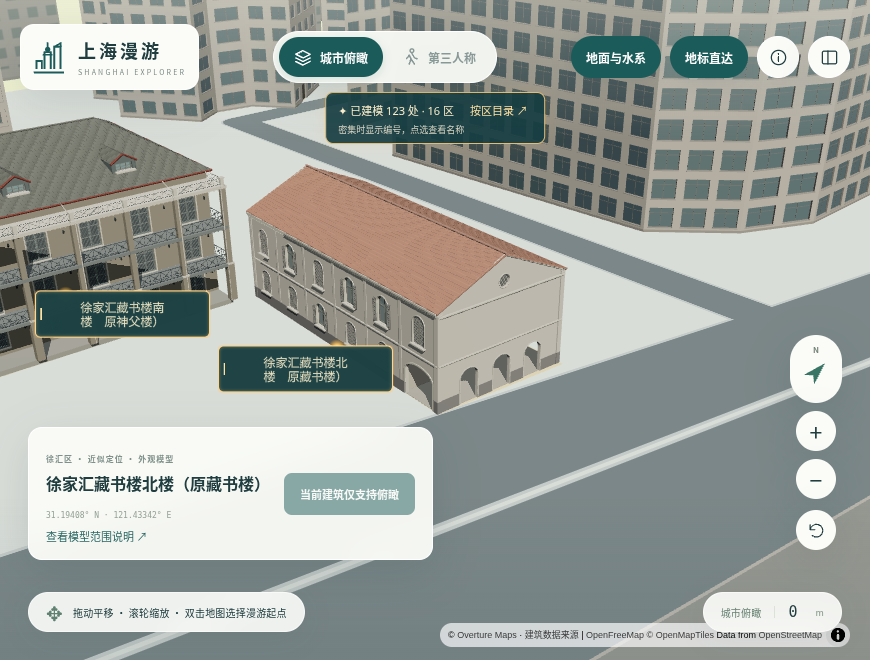 上海漫游
SHANGHAI EXPLORER
城市俯瞰
第三人称
地面与水系
地标直达
✦ 已建模 123 处 · 16 区 按区目录 ↗
密集时显示编号，点选查看名称
徐家汇藏书楼南
楼 原神父楼）
徐家汇藏书楼北
楼 原藏书楼）
N
+
−
徐汇区 · 近似定位 · 外观模型
徐家汇藏书楼北楼（原藏书楼）
当前建筑仅支持俯瞰
31.19408° N · 121.43342° E
查看模型范围说明 ↗
拖动平移 · 滚轮缩放 · 双击地图选择漫游起点
城市俯瞰 0 m
© Overture Maps · 建筑数据来源 | OpenFreeMap © OpenMapTiles Data from OpenStreetMap